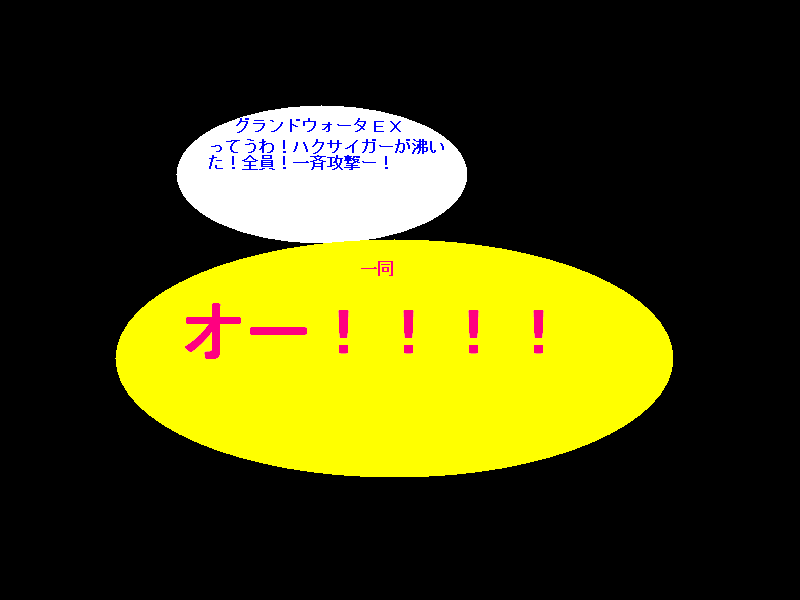 グランドウォータＥＸ
ってうわ！ハクサイガーが沸い
た！全員！一斉攻撃ー！
一同
オー！！！！